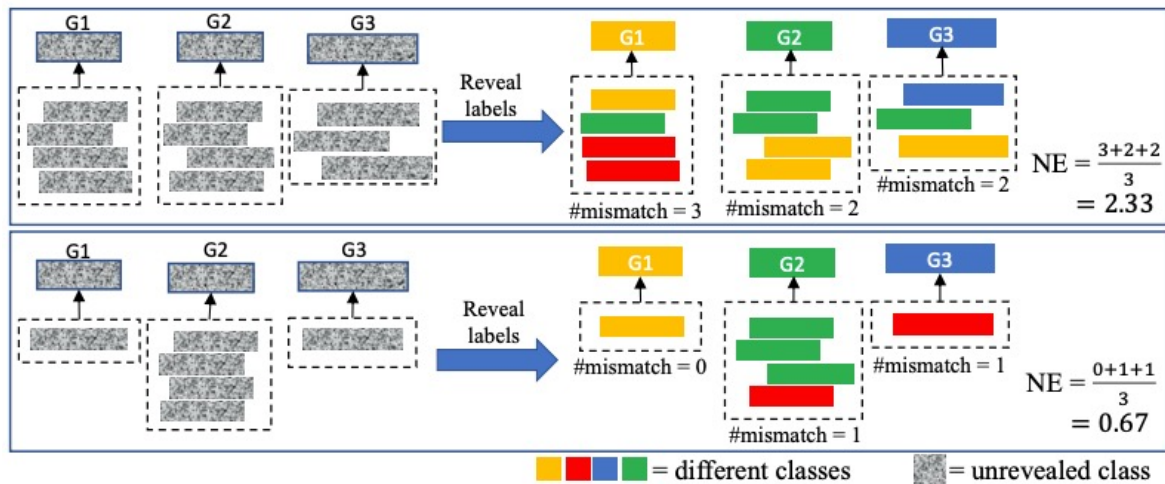 G1 G2 G3 G1 G2 G3
Reveal
labels
#mismatch = 3
#mismatch = 2
#mismatch = 2
NE = 3+2+2
3
= 2.33
G1 G2 G3 G1 G2 G3
Reveal
labels
#mismatch = 0
#mismatch = 1
#mismatch = 1
NE = 0+1+1
3
= 0.67
= different classes = unrevealed class